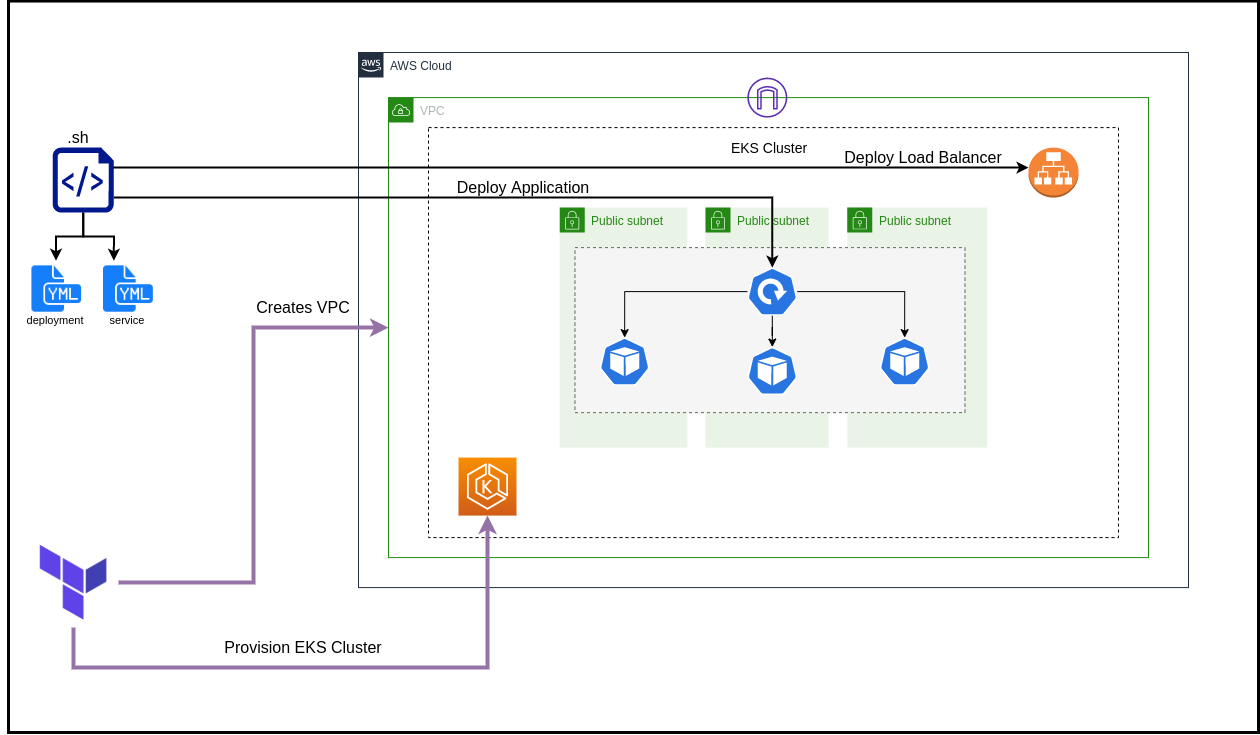 aws
AWS Cloud
VPC
.sh
EKS Cluster
Deploy Load Balancer
Deploy Application
Public subnet
Public subnet
Public subnet
YML
YML
deployment
service
Creates VPC
K
Provision EKS Cluster